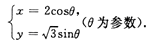 {x = 2cosθ,
y = √3sinθ (θ为参数).